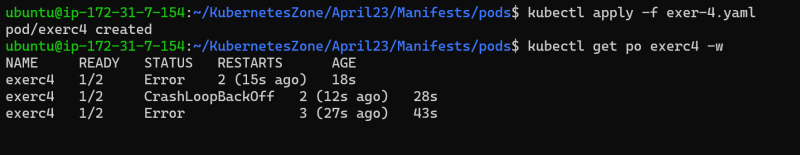 ubuntu@ip-172-31-7-154:~/KubernetesZone/April23/Manifests/pods$ kubectl apply -f exer-4.yaml
pod/exerc4 created
ubuntu@ip-172-31-7-154:~/KubernetesZone/April23/Manifests/pods$ kubectl get po exerc4 -w
NAME     READY   STATUS   RESTARTS      AGE
exerc4   1/2     Error    2 (15s ago)   18s
exerc4   1/2     CrashLoopBackOff   2 (12s ago)   28s
exerc4   1/2     Error              3 (27s ago)   43s